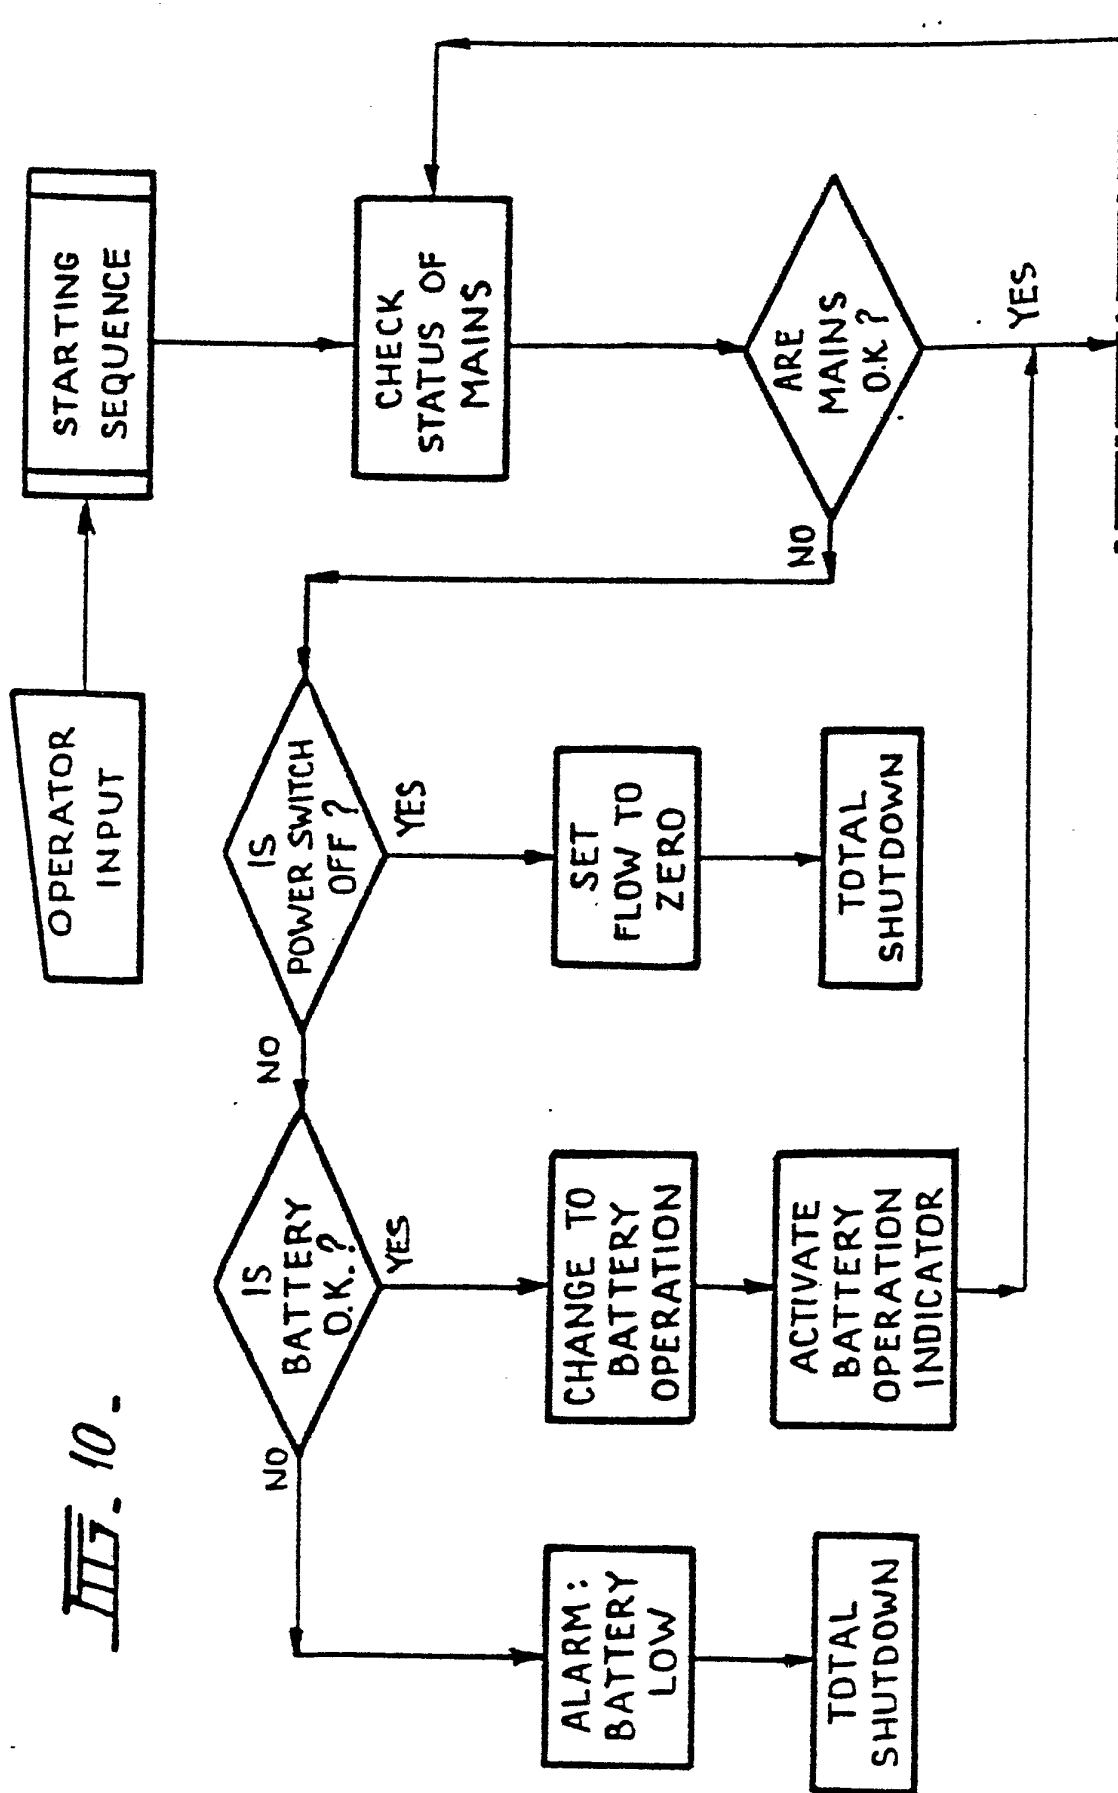 FIG. 10.
OPERATOR
INPUT
STARTING
SEQUENCE
CHECK
STATUS OF
MAINS
ARE
MAINS
O.K?
YES
NO
IS
POWER SWITCH
OFF?
YES
NO
SET
FLOW TO
ZERO
TOTAL
SHUTDOWN
IS
BATTERY
O.K.?
YES
NO
CHANGE TO
BATTERY
OPERATION
ACTIVATE
BATTERY
OPERATION
INDICATOR
ALARM:
BATTERY
LOW
TOTAL
SHUTDOWN